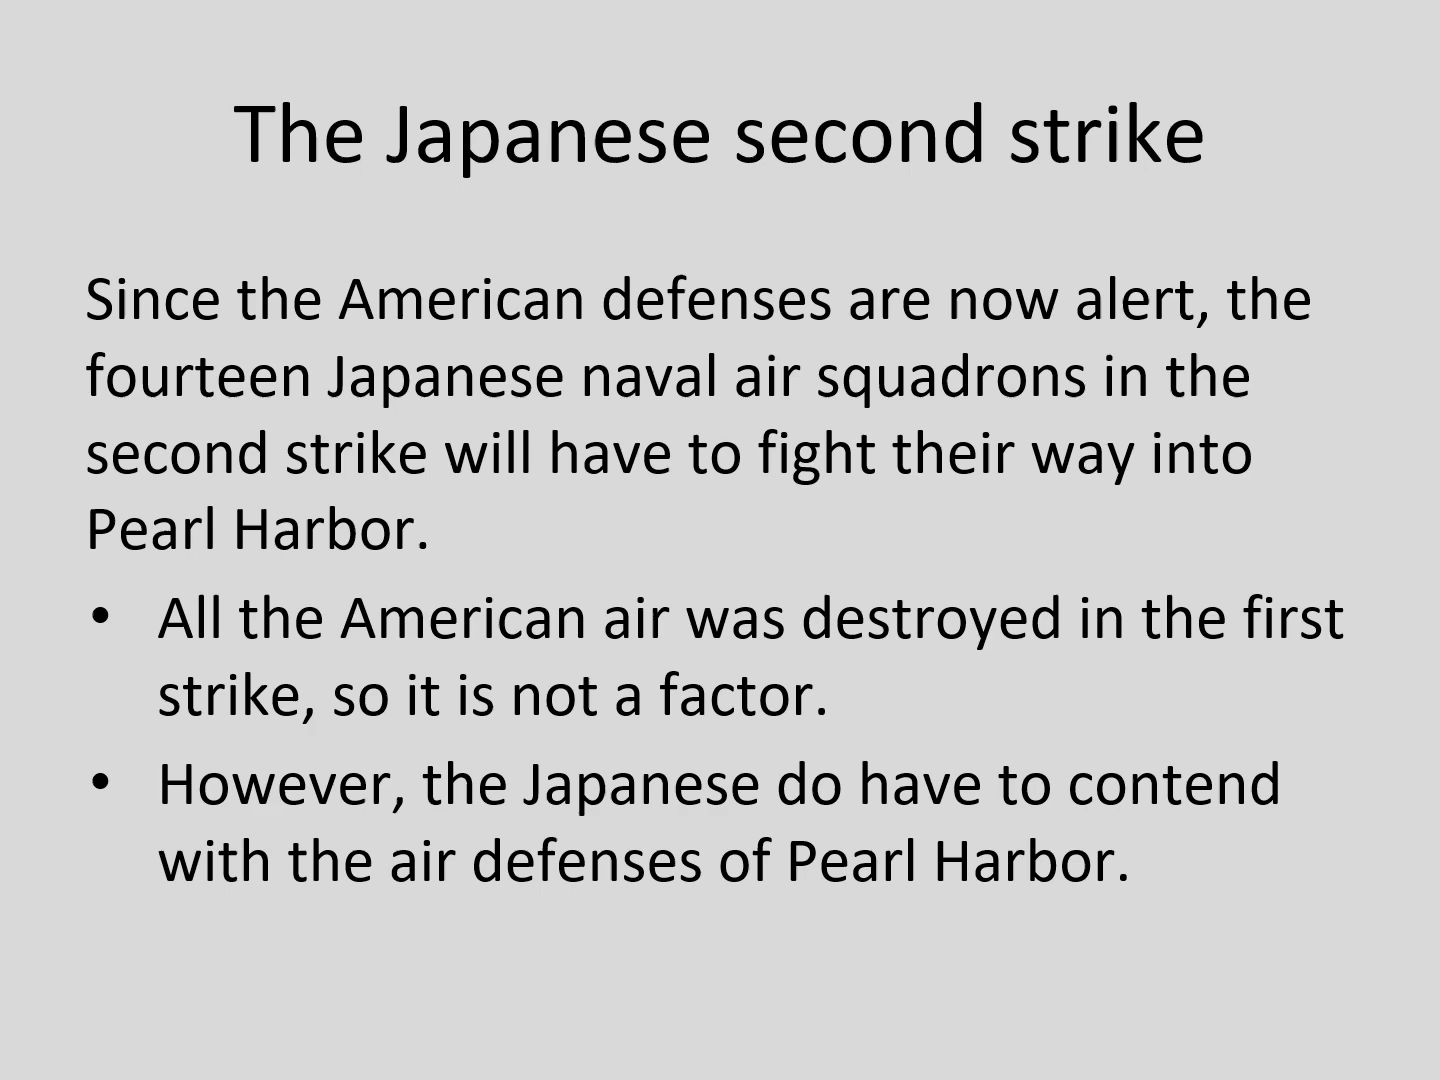 The Japanese second strike
Since the American defenses are now alert, the
fourteen Japanese naval air squadrons in the
second strike will have to fight their way into
Pearl Harbor.
• All the American air was destroyed in the first
strike, so it is not a factor.
• However, the Japanese do have to contend
with the air defenses of Pearl Harbor.